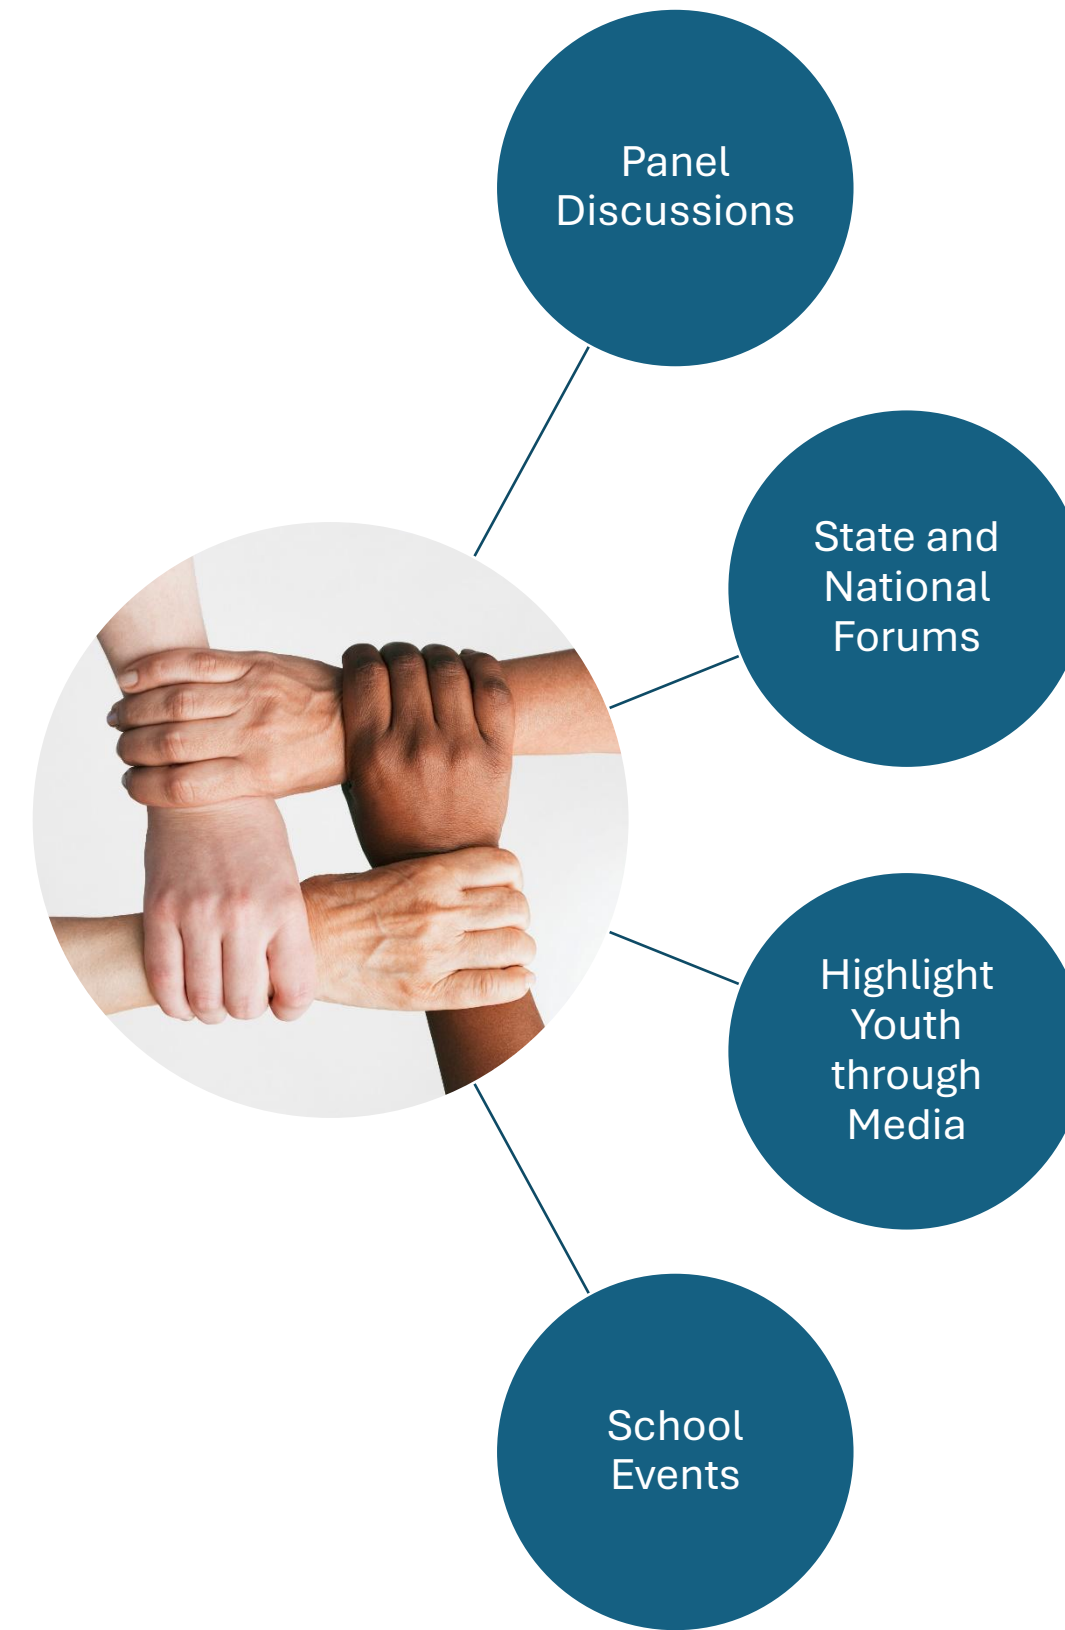 Panel
Discussions
State and
National
Forums
Highlight
Youth
through
Media
School
Events